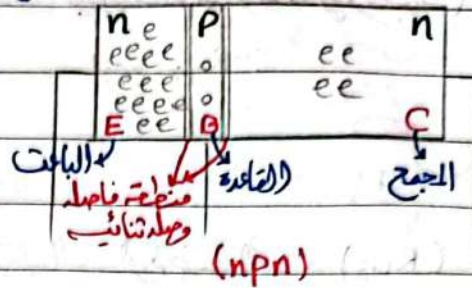 n e P n
eeee o ee
eee o ee
eeee
E ee B C
الباعث القاعدة المجمع
منطقة فاصلة
وصلة ثنائية
(npn)